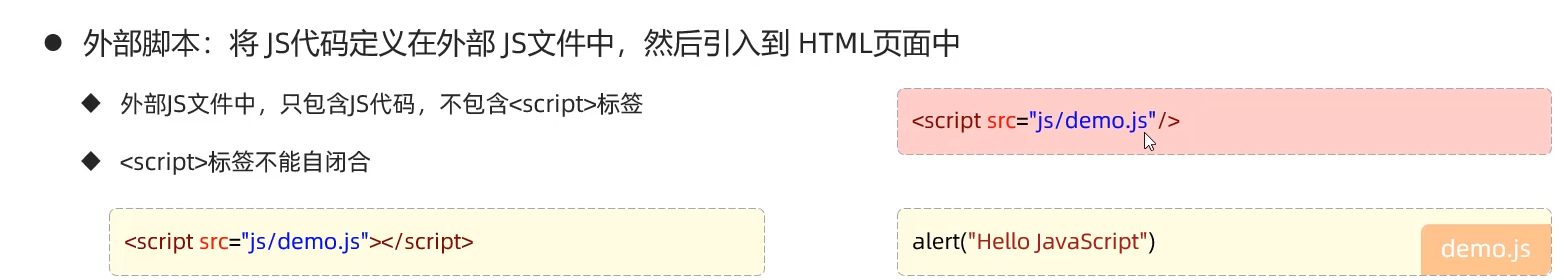 外部脚本：将 JS代码定义在外部 JS文件中，然后引入到 HTML页面中
外部JS文件中，只包含JS代码，不包含<script>标签
<script src="js/demo.js"/>
<script>标签不能自闭合
<script src="js/demo.js"></script>
alert("Hello JavaScript")
demo.js